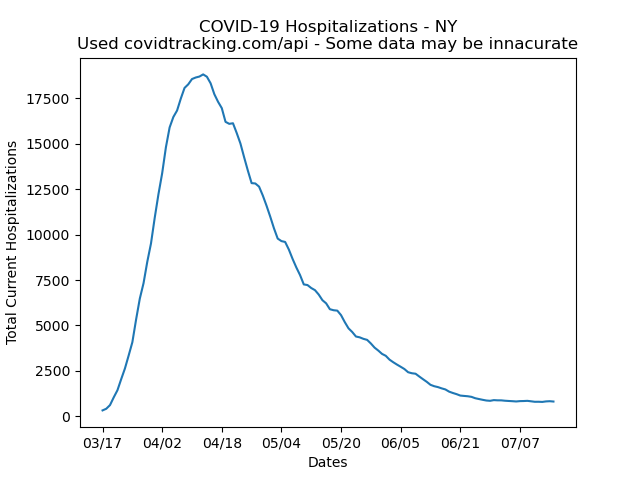 COVID-19 Hospitalizations - NY
Used covidtracking.com/api - Some data may be innacurate
Total Current Hospitalizations
17500
15000
12500
10000
7500
5000
2500
0
03/17 04/02 04/18 05/04 05/20 06/05 06/21 07/07
Dates